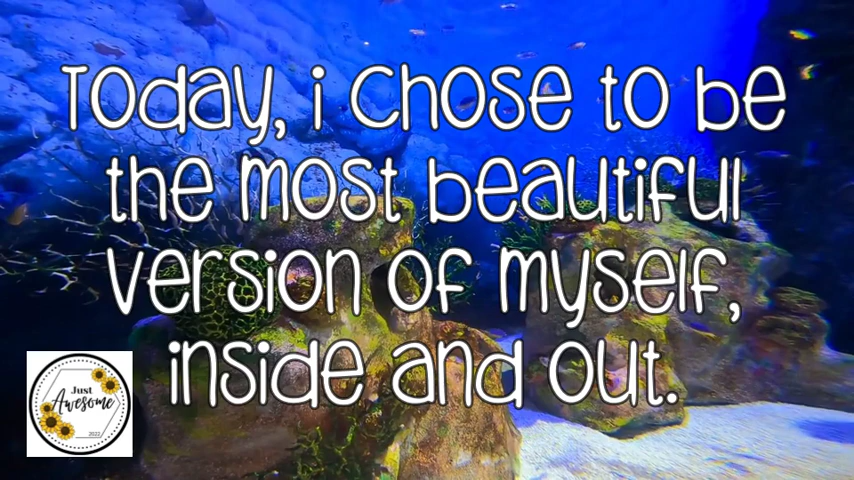 Today, i chose to be
the most beautiful
version of myself,
inside and out.
Just
Awesome
2022